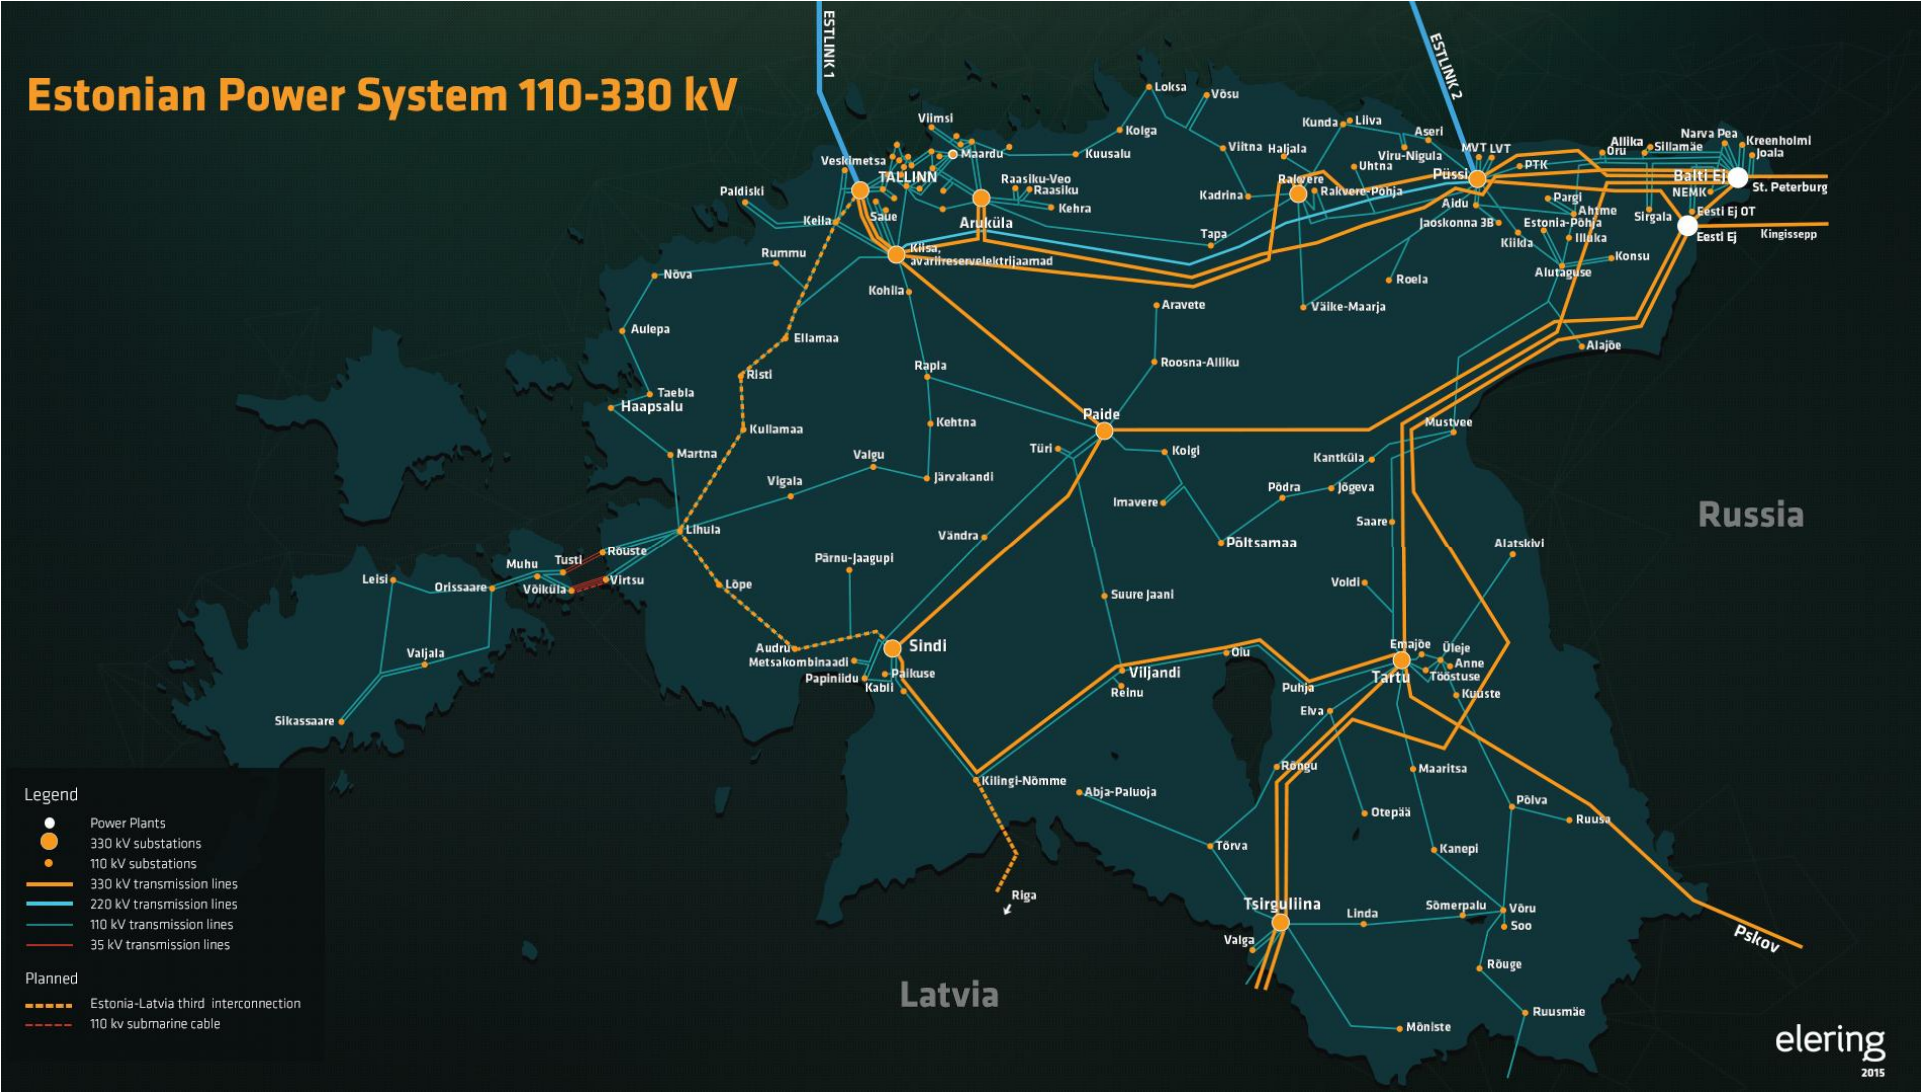 Estonian Power System 110-330 kV
ESTLINK 1
ESTLINK 2
Loksa
Võsu
Viimsi
Kolga
Kunda
Liiva
Aseri
Narva Pea
Kreenholmi
Allika
Oru
Sillamäe
Joala
Veskimetsa
Maardu
Kuusalu
Viitna
Haljala
Viru-Nigula
MVT
LVT
Uhtna
PTK
TALLINN
Raasiku-Veo
Raasiku
Rakvere
Rakvere-Põhja
Püssi
Balti Ej
St. Peterburg
NEMK
Paldiski
Kadrina
Kehra
Pargi
Aidu
Ahtme
Sirgala
Eesti Ej OT
Keila
Saue
Aruküla
Jaoskonna 3B
Estonia-Põhja
Illuka
Eesti Ej
Kingissepp
Tapa
Kiikla
Kiisa,
avariireservelektrijaamad
Rummu
Konsu
Nõva
Alutaguse
Kohila
Roela
Aravete
Väike-Maarja
Aulepa
Ellamaa
Alajõe
Roosna-Alliku
Rapla
Risti
Taebla
Haapsalu
Paide
Kehtna
Mustvee
Kullamaa
Türi
Kolgi
Martna
Valgu
Kantküla
Vigala
Järvakandi
Põdra
Jõgeva
Imavere
Russia
Saare
Lihula
Vändra
Põltsamaa
Alatskivi
Rõuste
Pärnu-Jaagupi
Tusti
Muhu
Leisi
Orissaare
Võiküla
Virtsu
Lõpe
Voldi
Suure Jaani
Audru
Sindi
Emajõe
Üleje
Valjala
Metsakombinaadi
Oiu
Anne
Papiniidu
Paikuse
Viljandi
Tartu
Tööstuse
Kabli
Reinu
Puhja
Kuuste
Elva
Sikassaare
Rõngu
Maaritsa
Kilingi-Nõmme
Abja-Paluoja
Põlva
Otepää
Ruusa
Tõrva
Kanepi
Riga
Tsirguliina
Linda
Sõmerpalu
Võru
Soo
Valga
Pskov
Rõuge
Latvia
Ruusmäe
Mõniste
Legend
Power Plants
330 kV substations
110 kV substations
330 kV transmission lines
220 kV transmission lines
110 kV transmission lines
35 kV transmission lines
Planned
Estonia-Latvia third interconnection
110 kv submarine cable
elering
2015